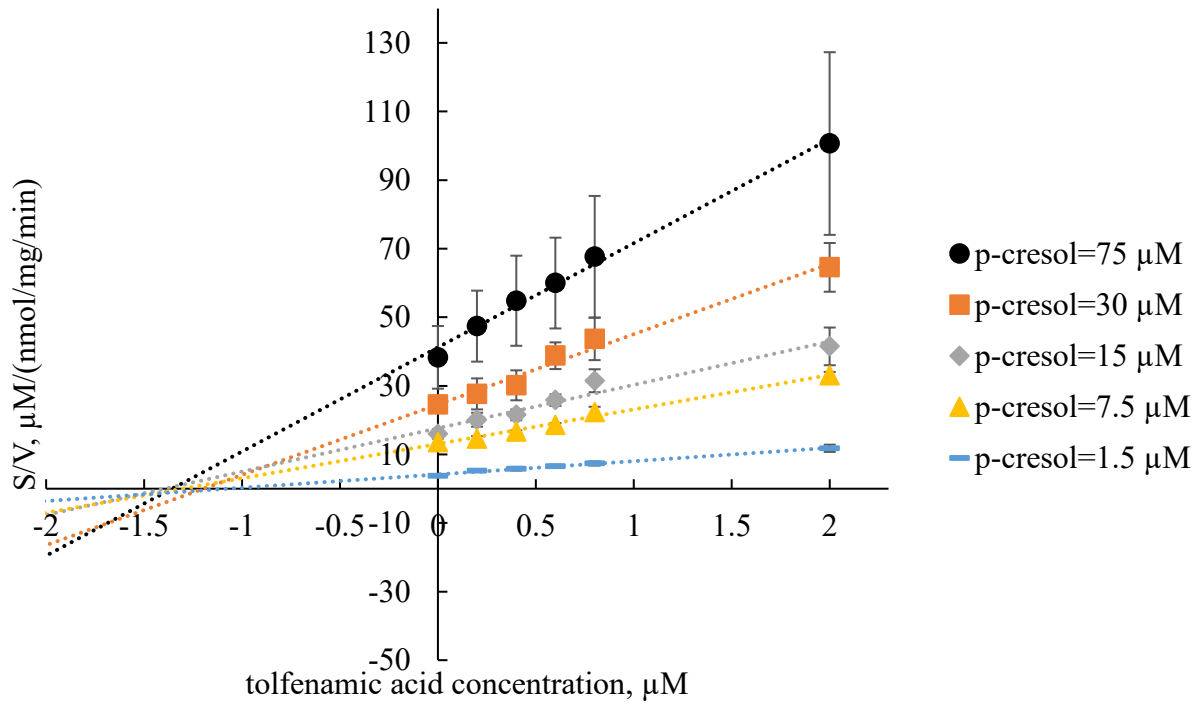 130
110
90
70
50
30
10
-10
-30
-50
-2
-1.5
-1
-0.5
0
0.5
1
1.5
2
S/V, µM/(nmol/mg/min)
tolfenamic acid concentration, µM
p-cresol=75 µM
p-cresol=30 µM
p-cresol=15 µM
p-cresol=7.5 µM
p-cresol=1.5 µM